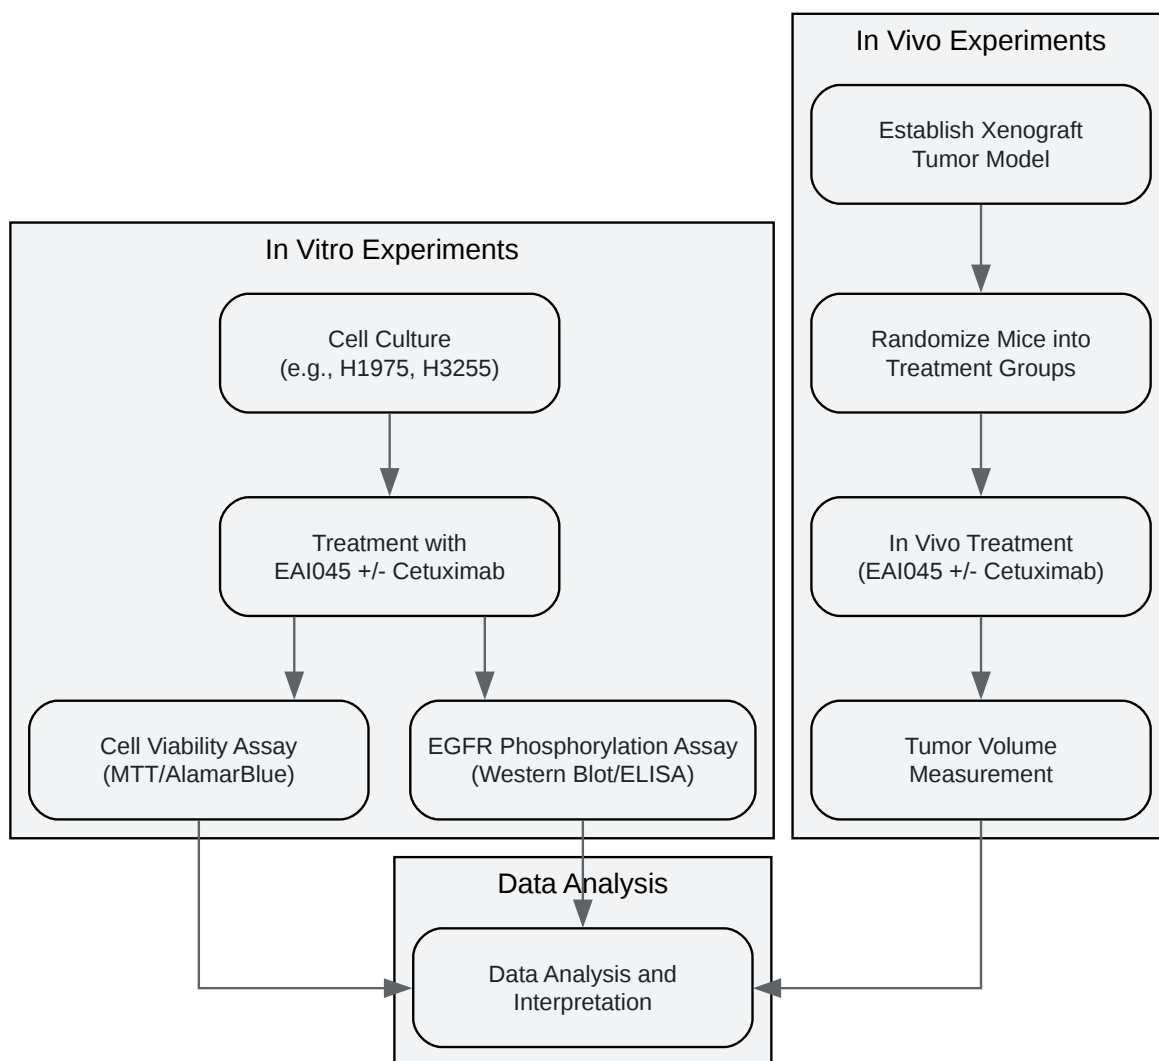 In Vivo Experiments
Establish Xenograft
Tumor Model
Randomize Mice into
Treatment Groups
In Vivo Treatment
(EAI045 +/- Cetuximab)
Tumor Volume
Measurement
In Vitro Experiments
Cell Culture
(e.g., H1975, H3255)
Treatment with
EAI045 +/- Cetuximab
Cell Viability Assay
(MTT/AlamarBlue)
EGFR Phosphorylation Assay
(Western Blot/ELISA)
Data Analysis
Data Analysis and
Interpretation